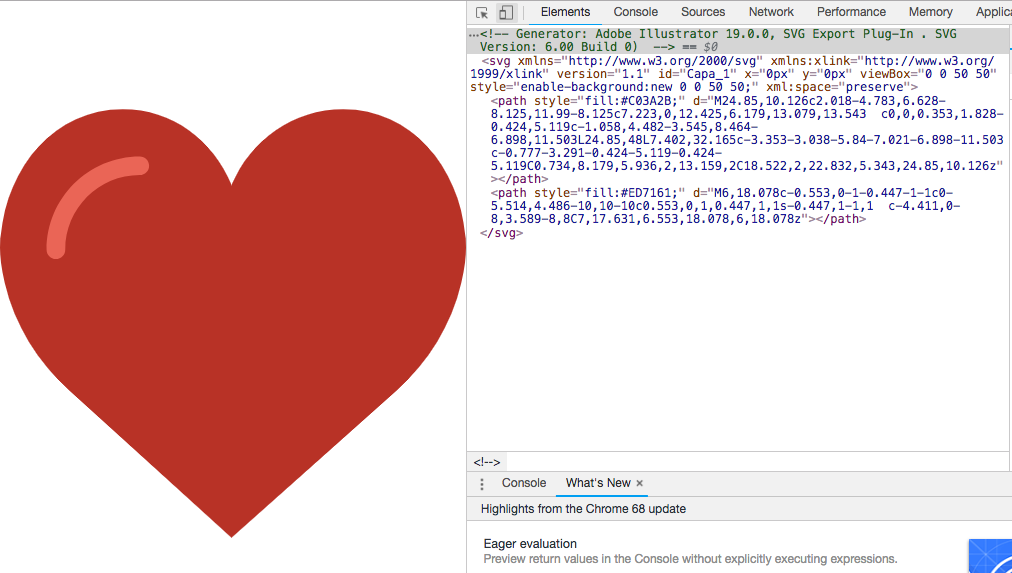 Elements Console Sources Network Performance Memory Applica
…<!-- Generator: Adobe Illustrator 19.0.0, SVG Export Plug-In . SVG
Version: 6.00 Build 0)  --> == $0
<svg xmlns="http://www.w3.org/2000/svg" xmlns:xlink="http://www.w3.org/
1999/xlink" version="1.1" id="Capa_1" x="0px" y="0px" viewBox="0 0 50 50"
style="enable-background:new 0 0 50 50;" xml:space="preserve">
<path style="fill:#C03A2B;" d="M24.85,10.126c2.018-4.783,6.628-
8.125,11.99-8.125c7.223,0,12.425,6.179,13.079,13.543  c0,0,0.353,1.828-
0.424,5.119c-1.058,4.482-3.545,8.464-
6.898,11.503L24.85,48L7.402,32.165c-3.353-3.038-5.84-7.021-6.898-11.503
c-0.777-3.291-0.424-5.119-0.424-
5.119C0.734,8.179,5.936,2,13.159,2C18.522,2,22.832,5.343,24.85,10.126z"
></path>
<path style="fill:#ED7161;" d="M6,18.078c-0.553,0-1-0.447-1-1c0-
5.514,4.486-10,10-10c0.553,0,1,0.447,1,1s-0.447,1-1,1  c-4.411,0-
8,3.589-8,8C7,17.631,6.553,18.078,6,18.078z"></path>
</svg>
<!-->
Console What's New ×
Highlights from the Chrome 68 update
Eager evaluation
Preview return values in the Console without explicitly executing expressions.